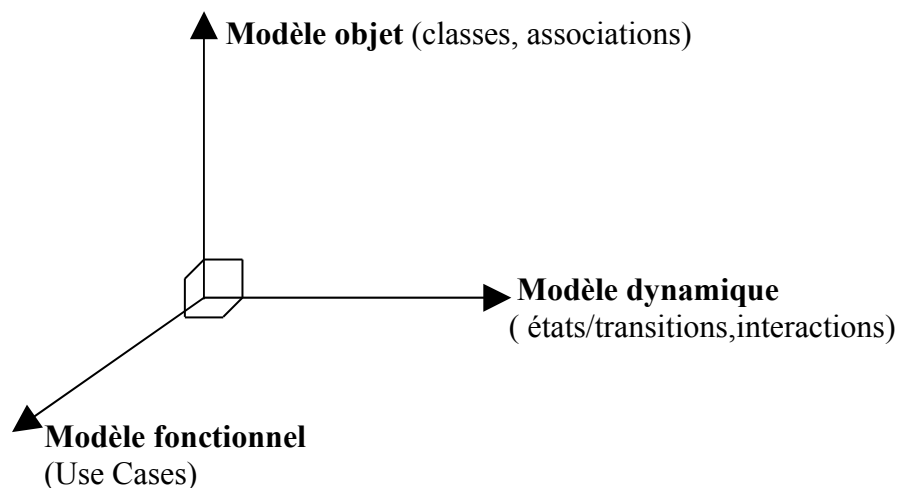 Modèle objet (classes, associations)
Modèle dynamique
( états/transitions,interactions)
Modèle fonctionnel
(Use Cases)